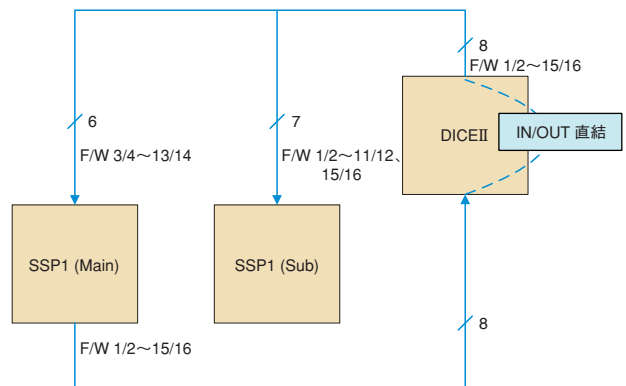 8
F/W 1/2～15/16
6
7
DICEII
IN/OUT 直結
F/W 3/4～13/14
F/W 1/2～11/12、
15/16
SSP1 (Main)
SSP1 (Sub)
8
F/W 1/2～15/16